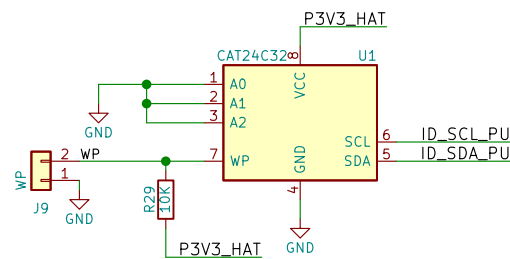 P3V3_HAT
CAT24C32 U1
8
VCC
1 A0
2 A1
3 A2
GND
SCL 6 ID_SCL_PU
SDA 5 ID_SDA_PU
7 WP
GND
4
WP
2 WP
1
J9
GND
R29
10K
GND
P3V3_HAT